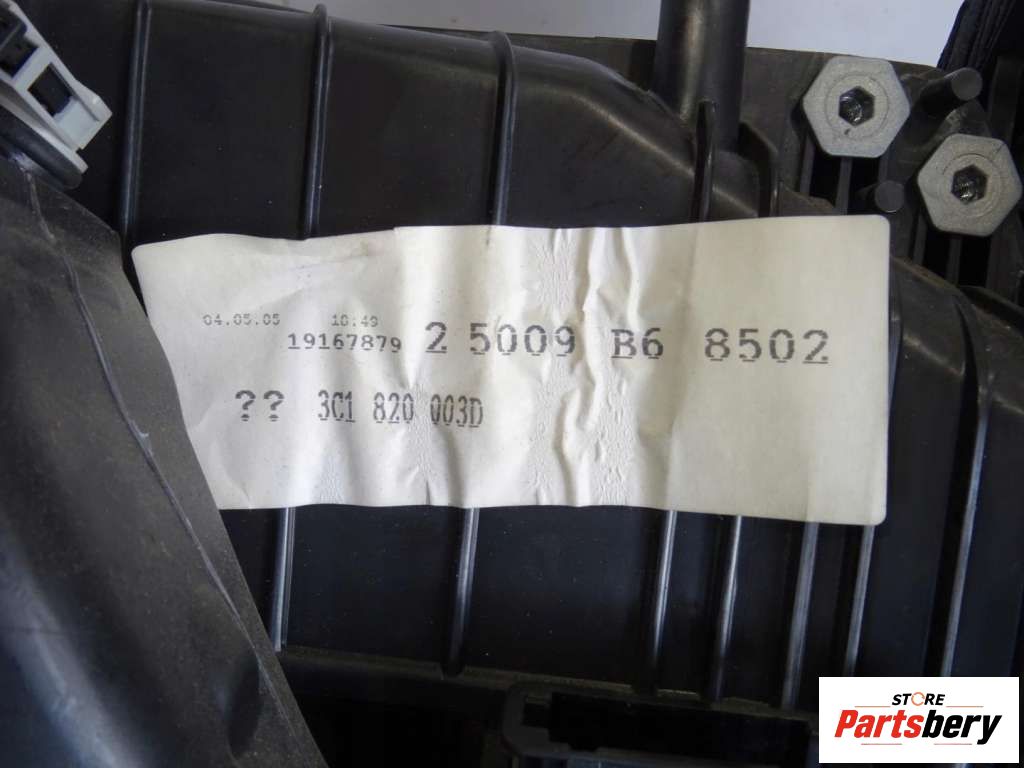 04.05.05 10:49
19167879 2 5009 B6 8502
?? 3C1 820 003D
STORE
Partsbery